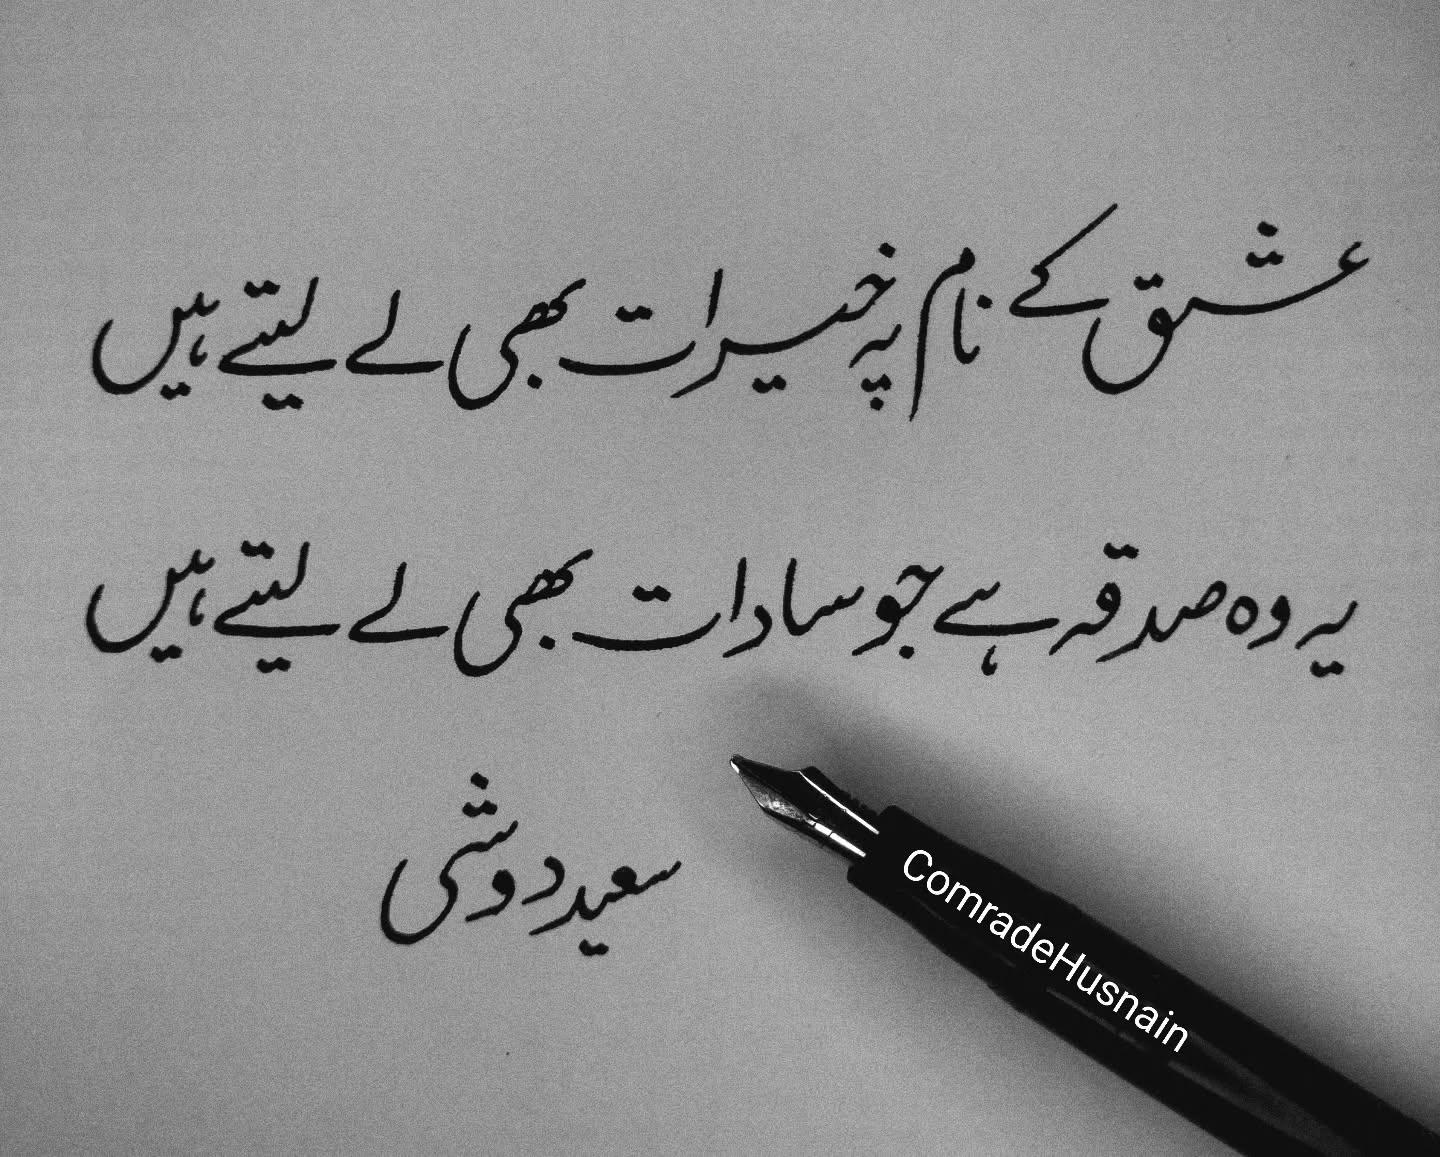 عشق کے نام پہ خیرات بھی لے لیتے ہیں
یہ وہ صدقہ ہے جو سادات بھی لے لیتے ہیں
سعید دوشی
ComradeHusnain